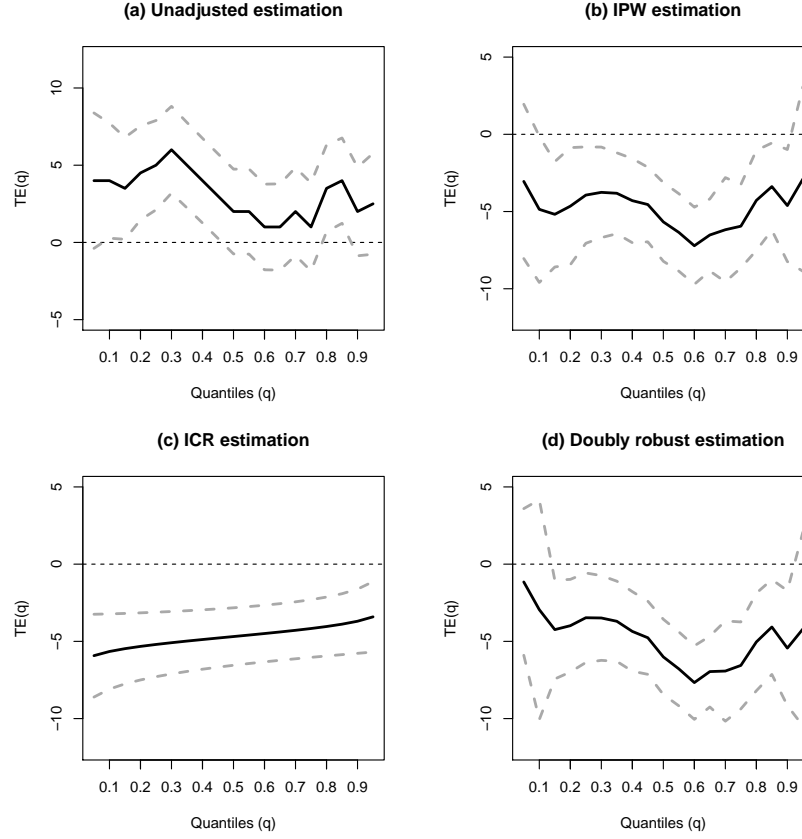 (a) Unadjusted estimation
TE(q)
10
5
0
−5
0.1 0.2 0.3 0.4 0.5 0.6 0.7 0.8 0.9
Quantiles (q)
(b) IPW estimation
TE(q)
5
0
−5
−10
0.1 0.2 0.3 0.4 0.5 0.6 0.7 0.8 0.9
Quantiles (q)
(c) ICR estimation
TE(q)
5
0
−5
−10
0.1 0.2 0.3 0.4 0.5 0.6 0.7 0.8 0.9
Quantiles (q)
(d) Doubly robust estimation
TE(q)
5
0
−5
−10
0.1 0.2 0.3 0.4 0.5 0.6 0.7 0.8 0.9
Quantiles (q)